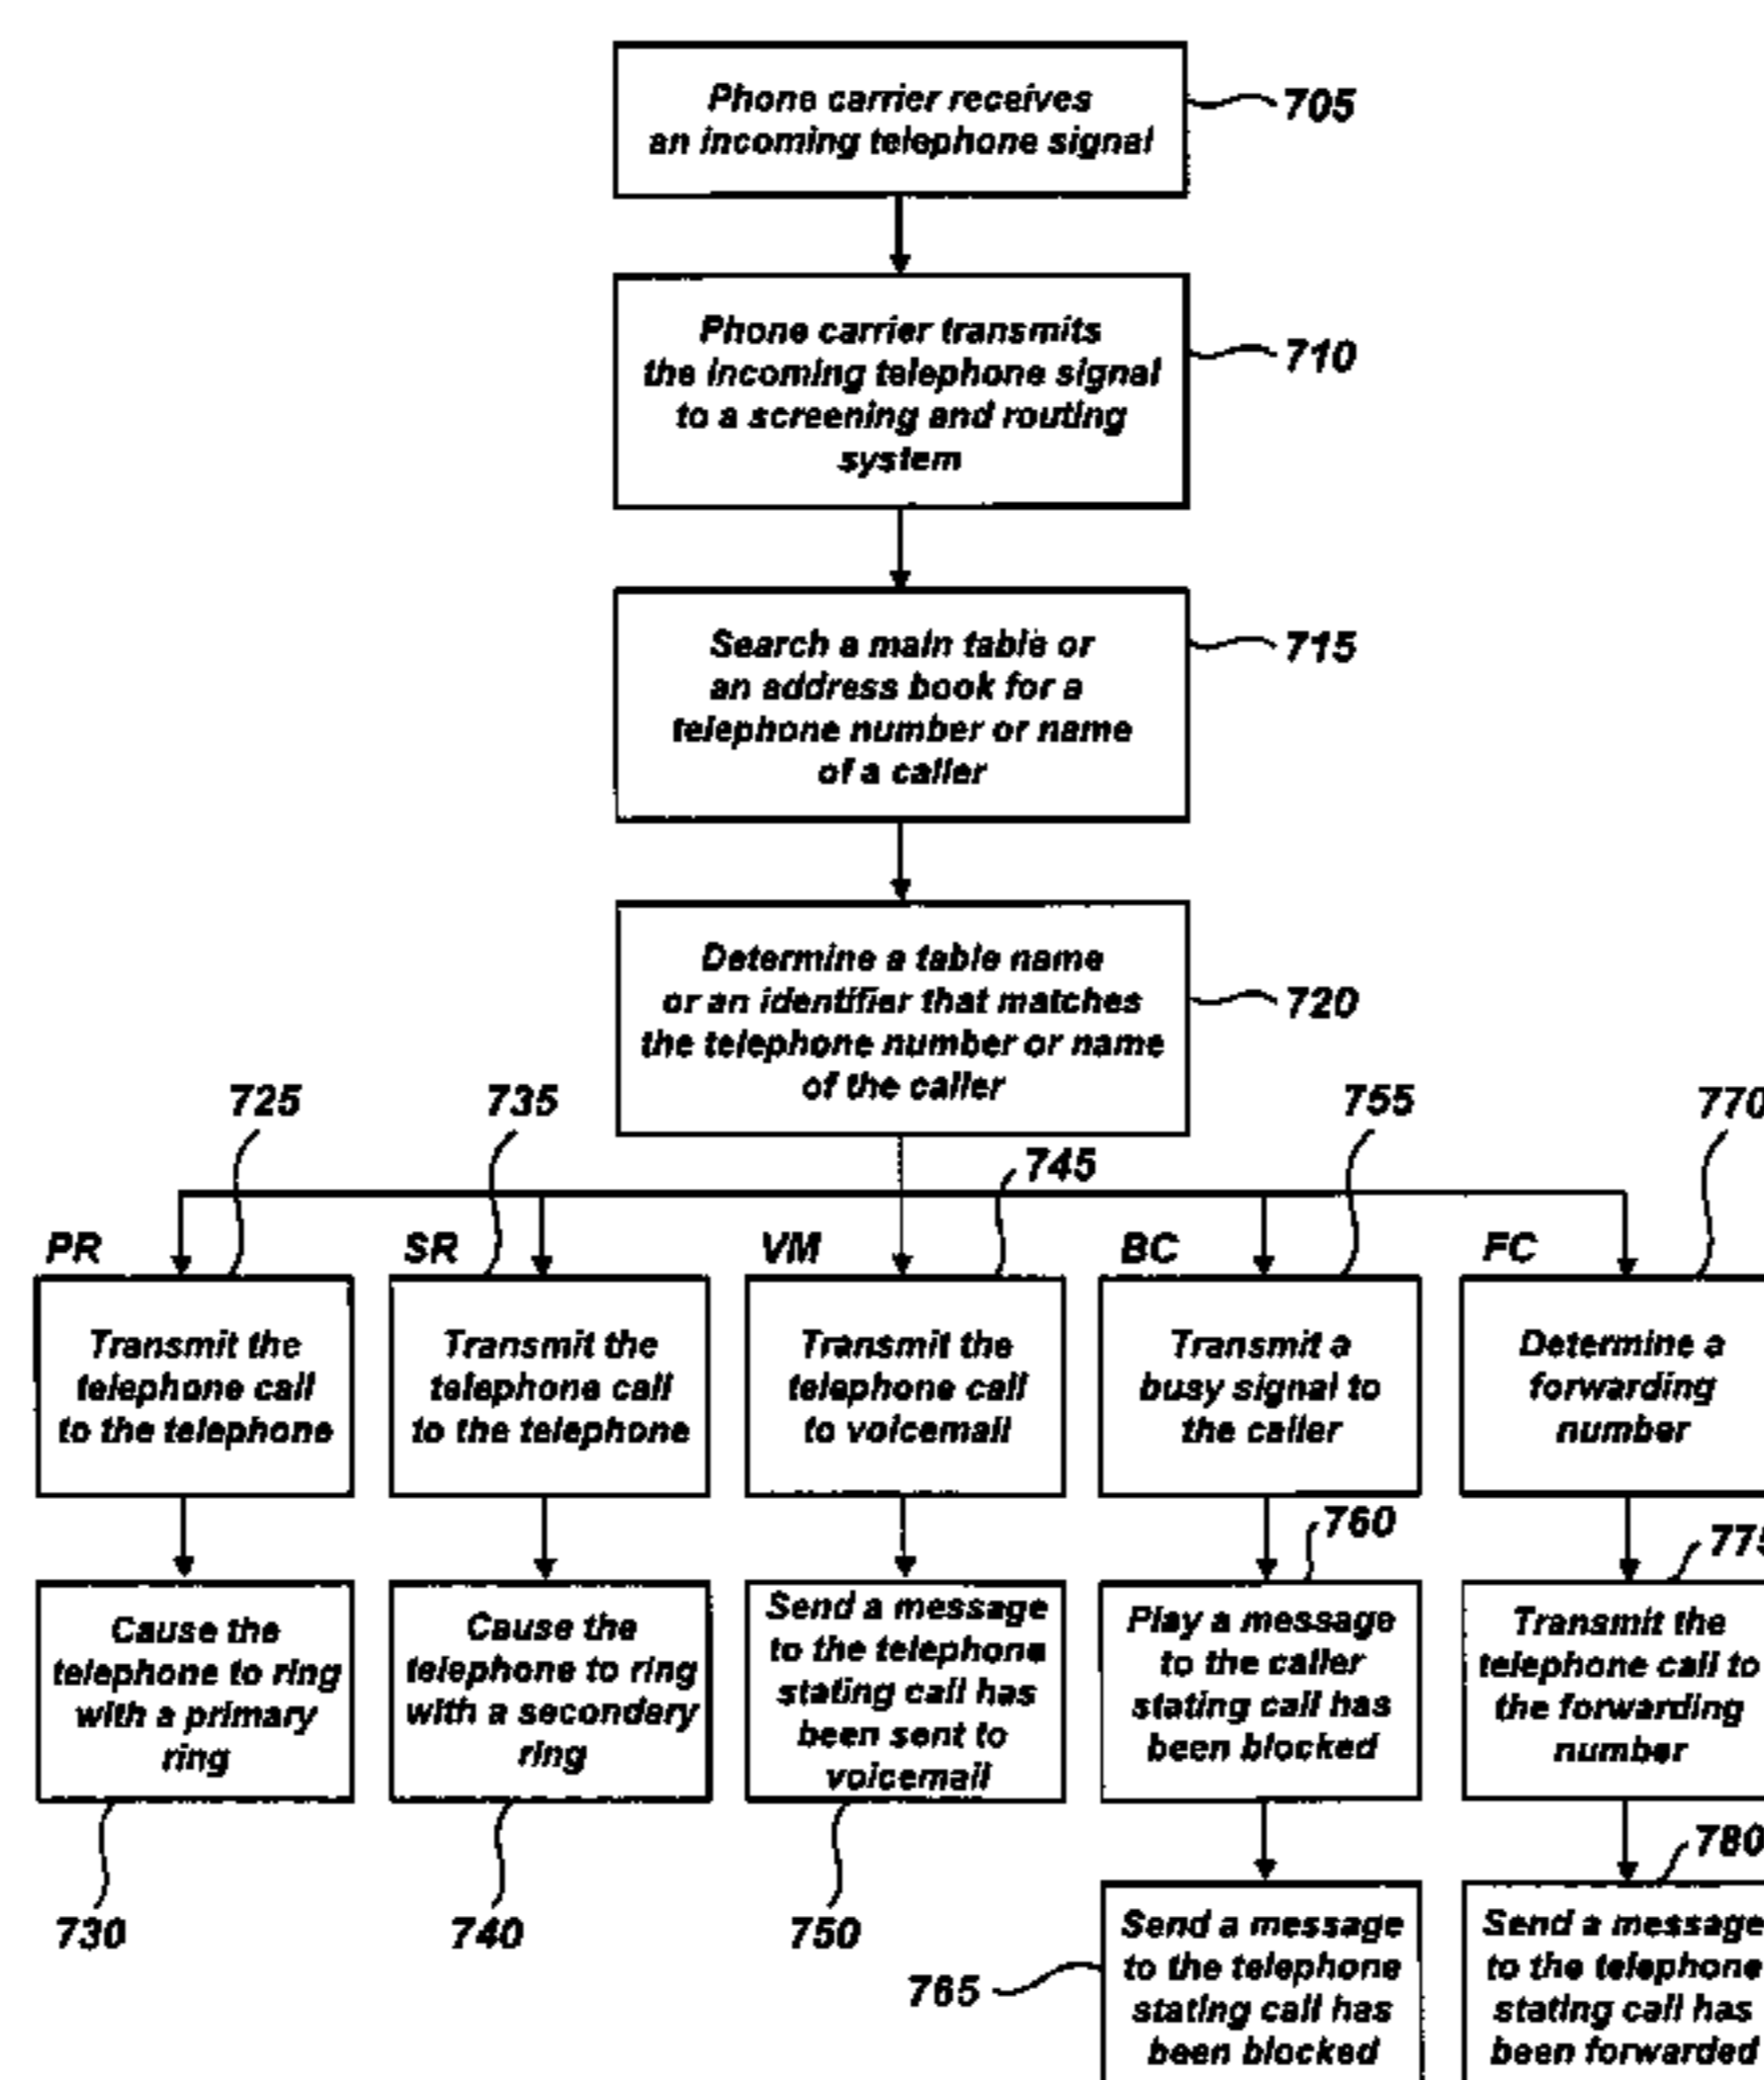 Phone carrier receives
an incoming telephone signal
705
Phone carrier transmits
the incoming telephone signal
to a screening and routing
system
710
Search a main table or
an address book for a
telephone number or name
of a caller
715
Determine a table name
or an identifier that matches
the telephone number or name
of the caller
720
725
735
745
755
770
PR
SR
VM
BC
FC
Transmit the
telephone call
to the telephone
Transmit the
telephone call
to the telephone
Transmit the
telephone call
to voicemail
Transmit a
busy signal to
the caller
Determine a
forwarding
number
760
775
Cause the
telephone to ring
with a primary
ring
Cause the
telephone to ring
with a secondary
ring
Send a message
to the telephone
stating call has
been sent to
voicemail
Play a message
to the caller
stating call has
been blocked
Transmit the
telephone call to
the forwarding
number
730
740
750
780
765
Send a message
to the telephone
stating call has
been blocked
Send a message
to the telephone
stating call has
been forwarded